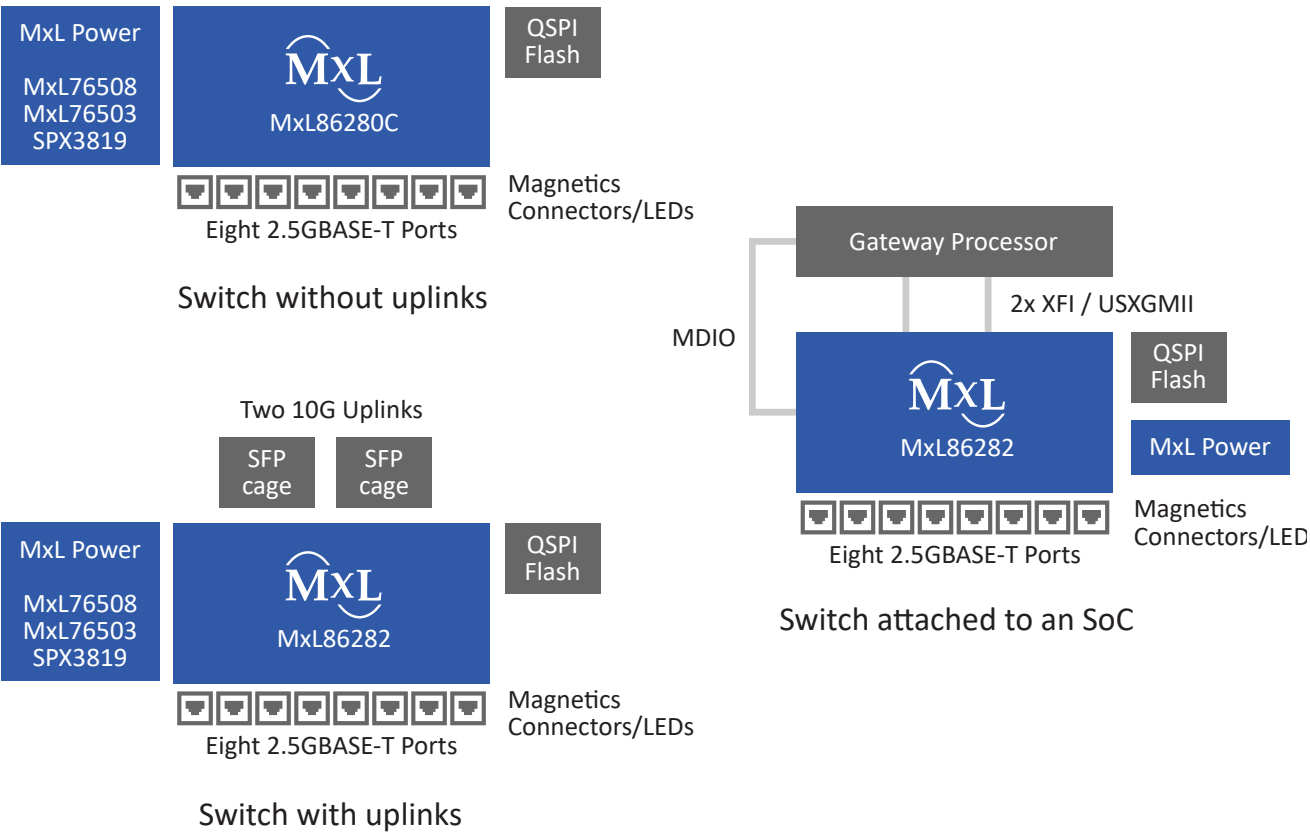 MxL Power
MxL76508
MxL76503
SPX3819
MxL
MxL86280C
QSPI
Flash
Magnetics
Connectors/LEDs
Eight 2.5GBASE-T Ports
Switch without uplinks
Two 10G Uplinks
SFP
cage
SFP
cage
MxL Power
MxL76508
MxL76503
SPX3819
MxL
MxL86282
QSPI
Flash
Magnetics
Connectors/LEDs
Eight 2.5GBASE-T Ports
Switch with uplinks
Gateway Processor
2x XFI / USXGMII
MDIO
MxL
MxL86282
QSPI
Flash
MxL Power
Magnetics
Connectors/LED
Eight 2.5GBASE-T Ports
Switch attached to an SoC